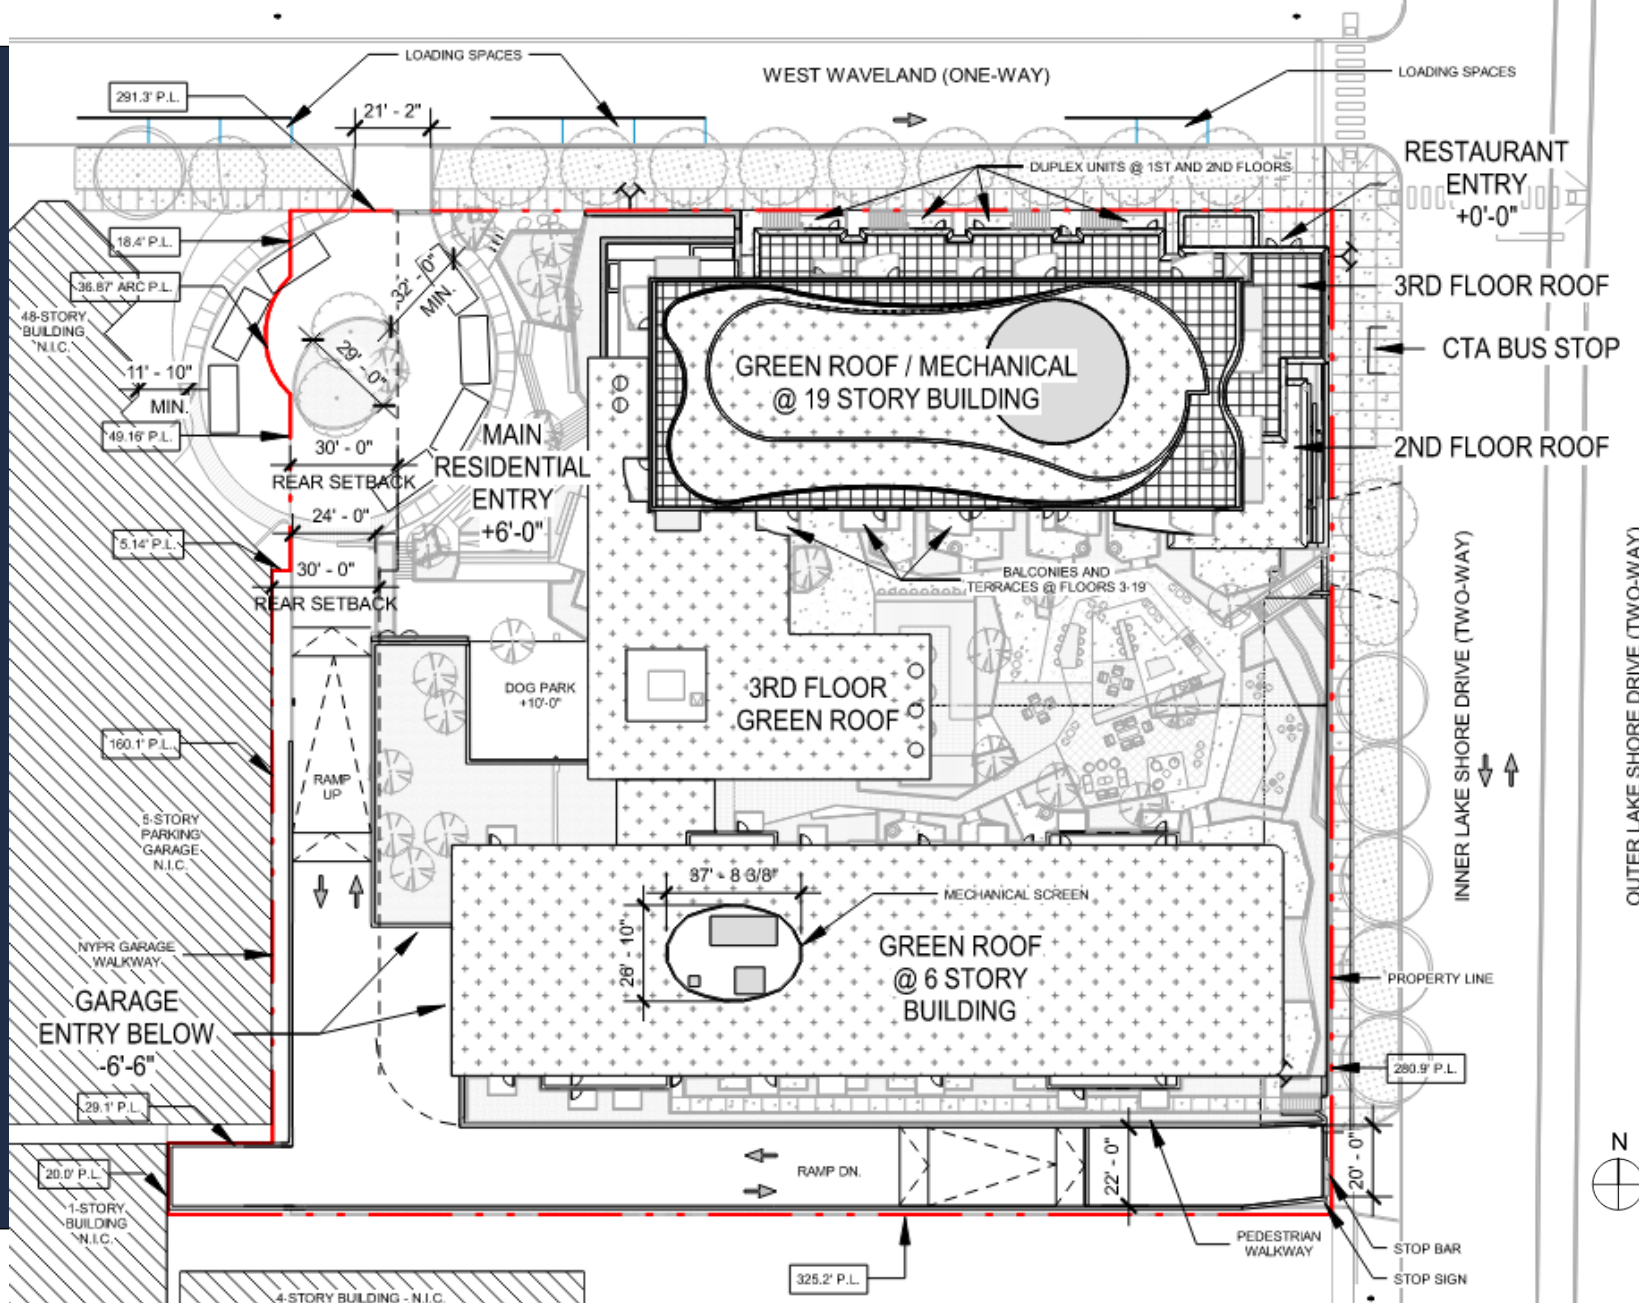 LOADING SPACES
WEST WAVELAND (ONE-WAY)
LOADING SPACES
291.3' P.L.
21' - 2"
RESTAURANT
ENTRY
+0'-0"
DUPLEX UNITS @ 1ST AND 2ND FLOORS
18.4' P.L.
36.87' ARC P.L.
32' - 0"
MIN.
3RD FLOOR ROOF
48-STORY
BUILDING
N.I.C.
29' - 0"
CTA BUS STOP
11' - 10"
MIN.
GREEN ROOF / MECHANICAL
@ 19 STORY BUILDING
49.16' P.L.
30' - 0"
REAR SETBACK
MAIN
RESIDENTIAL
ENTRY
+6'-0"
2ND FLOOR ROOF
24' - 0"
5.14' P.L.
30' - 0"
REAR SETBACK
BALCONIES AND
TERRACES @ FLOORS 3-19
INNER LAKE SHORE DRIVE (TWO-WAY)
OUTER LAKE SHORE DRIVE (TWO-WAY)
DOG PARK
+10'-0"
3RD FLOOR
GREEN ROOF
160.1' P.L.
RAMP
UP
5-STORY
PARKING
GARAGE
N.I.C.
37' - 8 3/8"
MECHANICAL SCREEN
26' - 10"
GREEN ROOF
@ 6 STORY
BUILDING
NYPR GARAGE
WALKWAY
PROPERTY LINE
GARAGE
ENTRY BELOW
-6'-6"
280.9' P.L.
29.1' P.L.
20.0' P.L.
RAMP DN.
22' - 0"
20' - 0"
N
1-STORY
BUILDING
N.I.C.
PEDESTRIAN
WALKWAY
STOP BAR
STOP SIGN
325.2' P.L.
4-STORY BUILDING - N.I.C.